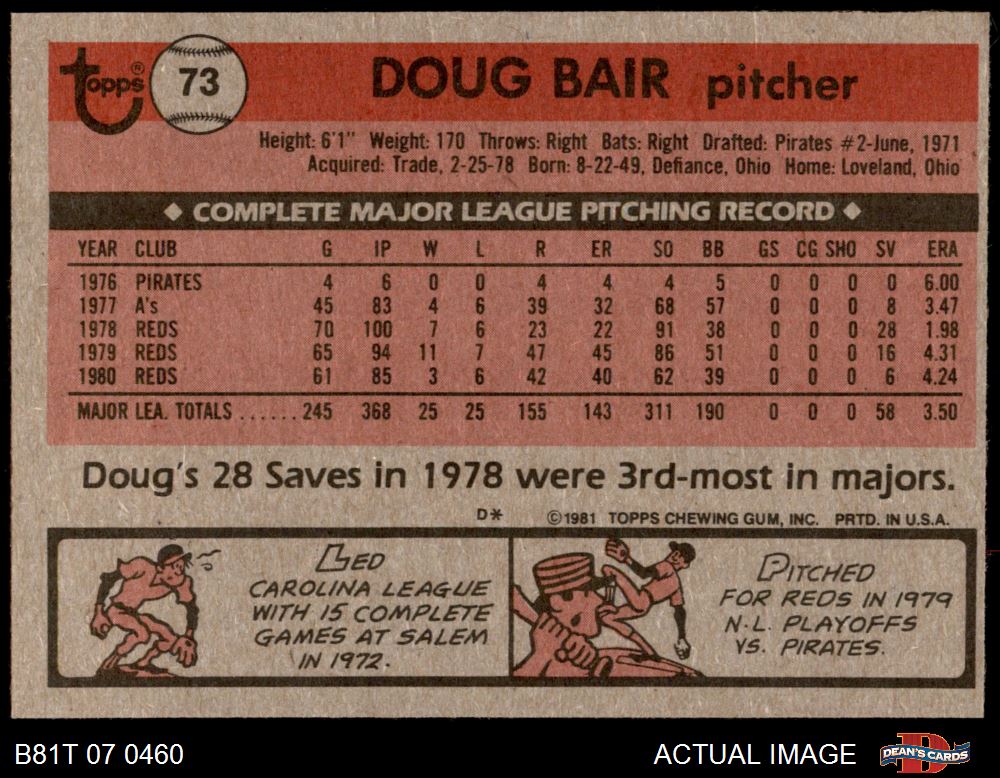 Topps® 73 DOUG BAIR pitcher
Height: 6'1" Weight: 170 Throws: Right Bats: Right Drafted: Pirates #2-June, 1971
Acquired: Trade, 2-25-78 Born: 8-22-49, Defiance, Ohio Home: Loveland, Ohio
◆ COMPLETE MAJOR LEAGUE PITCHING RECORD ◆
YEAR CLUB G IP W L R ER SO BB GS CG SHO SV ERA
1976 PIRATES 4 6 0 0 4 4 4 5 0 0 0 0 6.00
1977 A's 45 83 4 6 39 32 68 57 0 0 0 8 3.47
1978 REDS 70 100 7 6 23 22 91 38 0 0 0 28 1.98
1979 REDS 65 94 11 7 47 45 86 51 0 0 0 16 4.31
1980 REDS 61 85 3 6 42 40 62 39 0 0 0 6 4.24
MAJOR LEA. TOTALS ...... 245 368 25 25 155 143 311 190 0 0 0 58 3.50
Doug's 28 Saves in 1978 were 3rd-most in majors.
D* ©1981 TOPPS CHEWING GUM, INC. PRTD. IN U.S.A.
LED
CAROLINA LEAGUE
WITH 15 COMPLETE
GAMES AT SALEM
IN 1972.
PITCHED
FOR REDS IN 1979
N.L. PLAYOFFS
VS. PIRATES.
B81T 07 0460 ACTUAL IMAGE DEAN'S CARDS